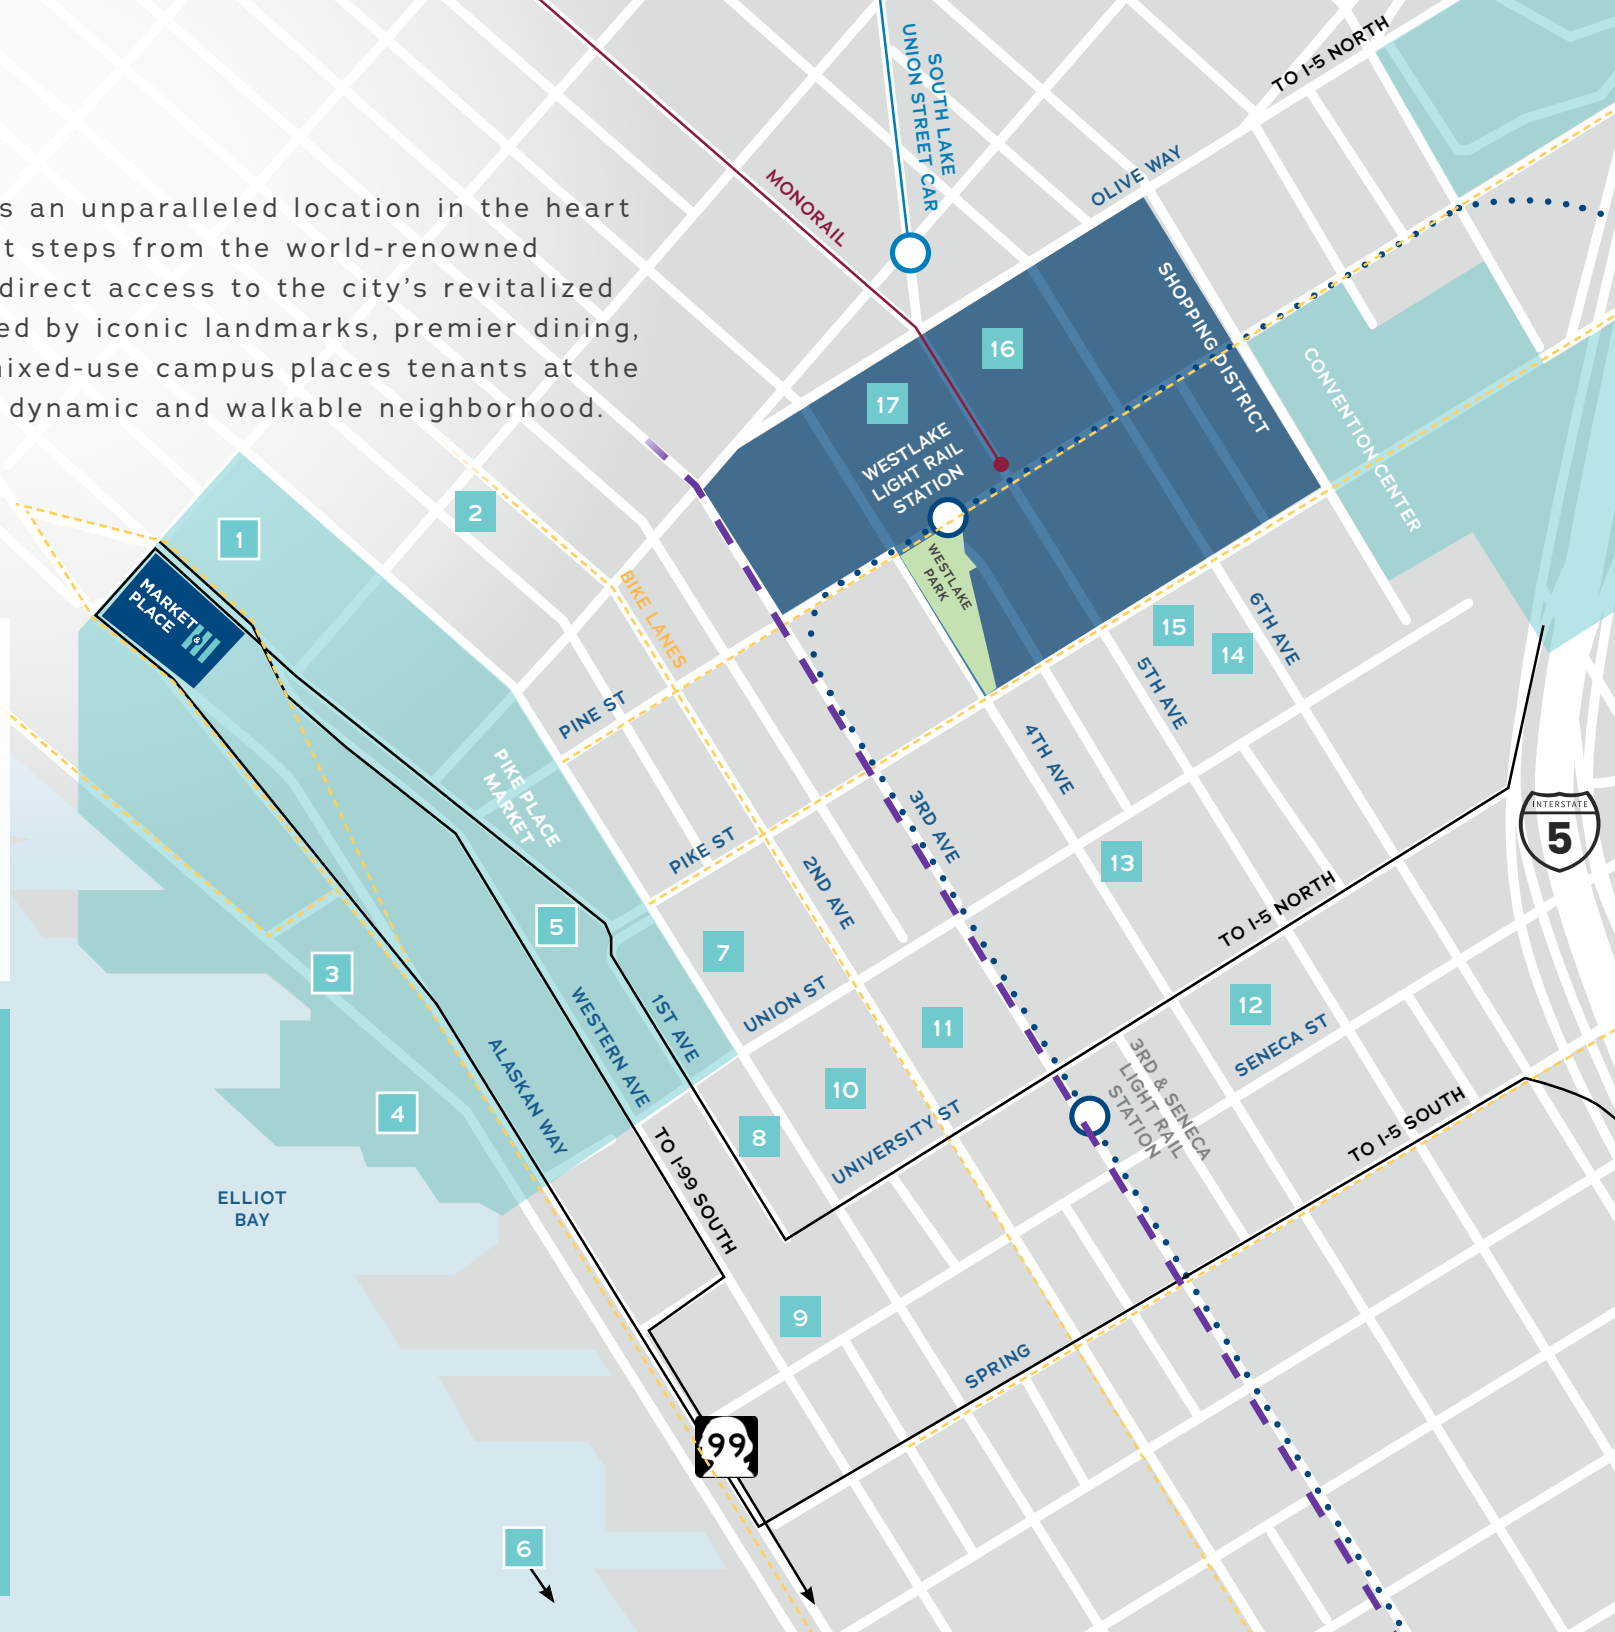 s an unparalleled location in the heart
t steps from the world-renowned
direct access to the city’s revitalized
ed by iconic landmarks, premier dining,
ixed-use campus places tenants at the
dynamic and walkable neighborhood.
MONORAIL
SOUTH LAKE
UNION STREET CAR
TO I-5 NORTH
OLIVE WAY
SHOPPING DISTRICT
CONVENTION CENTER
16
17
WESTLAKE
LIGHT RAIL
STATION
WESTLAKE
PARK
1
2
MARKET
PLACE
&
BIKE LANES
PINE ST
PIKE PLACE
MARKET
PIKE ST
15
14
6TH AVE
5TH AVE
4TH AVE
3RD AVE
2ND AVE
13
INTERSTATE
5
TO I-5 NORTH
5
7
3
UNION ST
1ST AVE
WESTERN AVE
ALASKAN WAY
11
12
SENECA ST
10
4
8
UNIVERSITY ST
3RD & SENECA
LIGHT RAIL
STATION
TO I-5 SOUTH
TO I-99 SOUTH
ELLIOT
BAY
9
SPRING
99
6